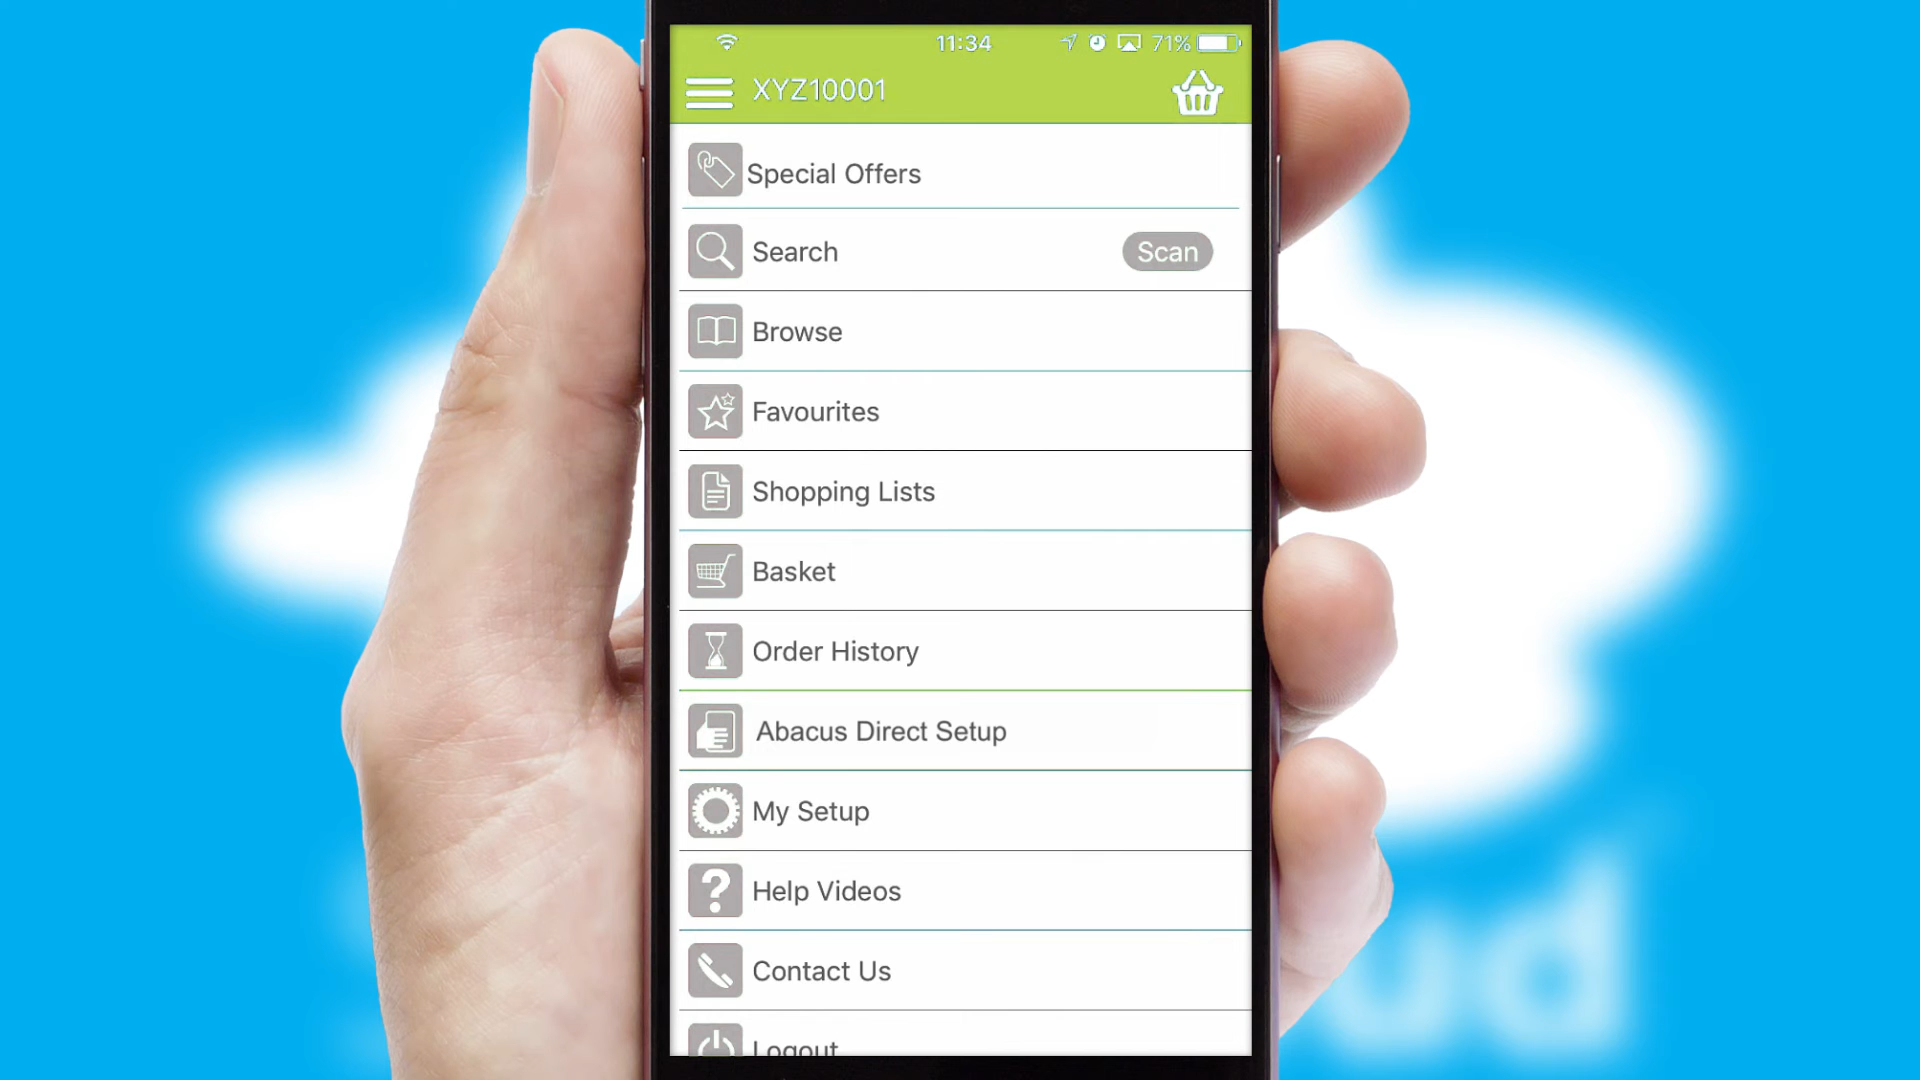 11:34 71%
XYZ10001
Special Offers
Search Scan
Browse
Favourites
Shopping Lists
Basket
Order History
Abacus Direct Setup
My Setup
Help Videos
Contact Us
Logout